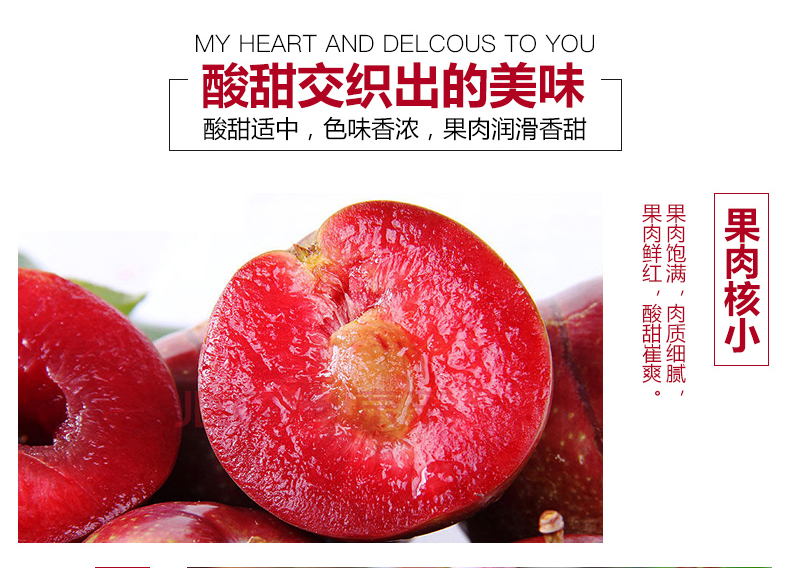 MY HEART AND DELCOUS TO YOU
酸甜交织出的美味
酸甜适中，色味香浓，果肉润滑香甜
果肉核小
果肉饱满，肉质细腻，
果肉鲜红，酸甜崔爽。